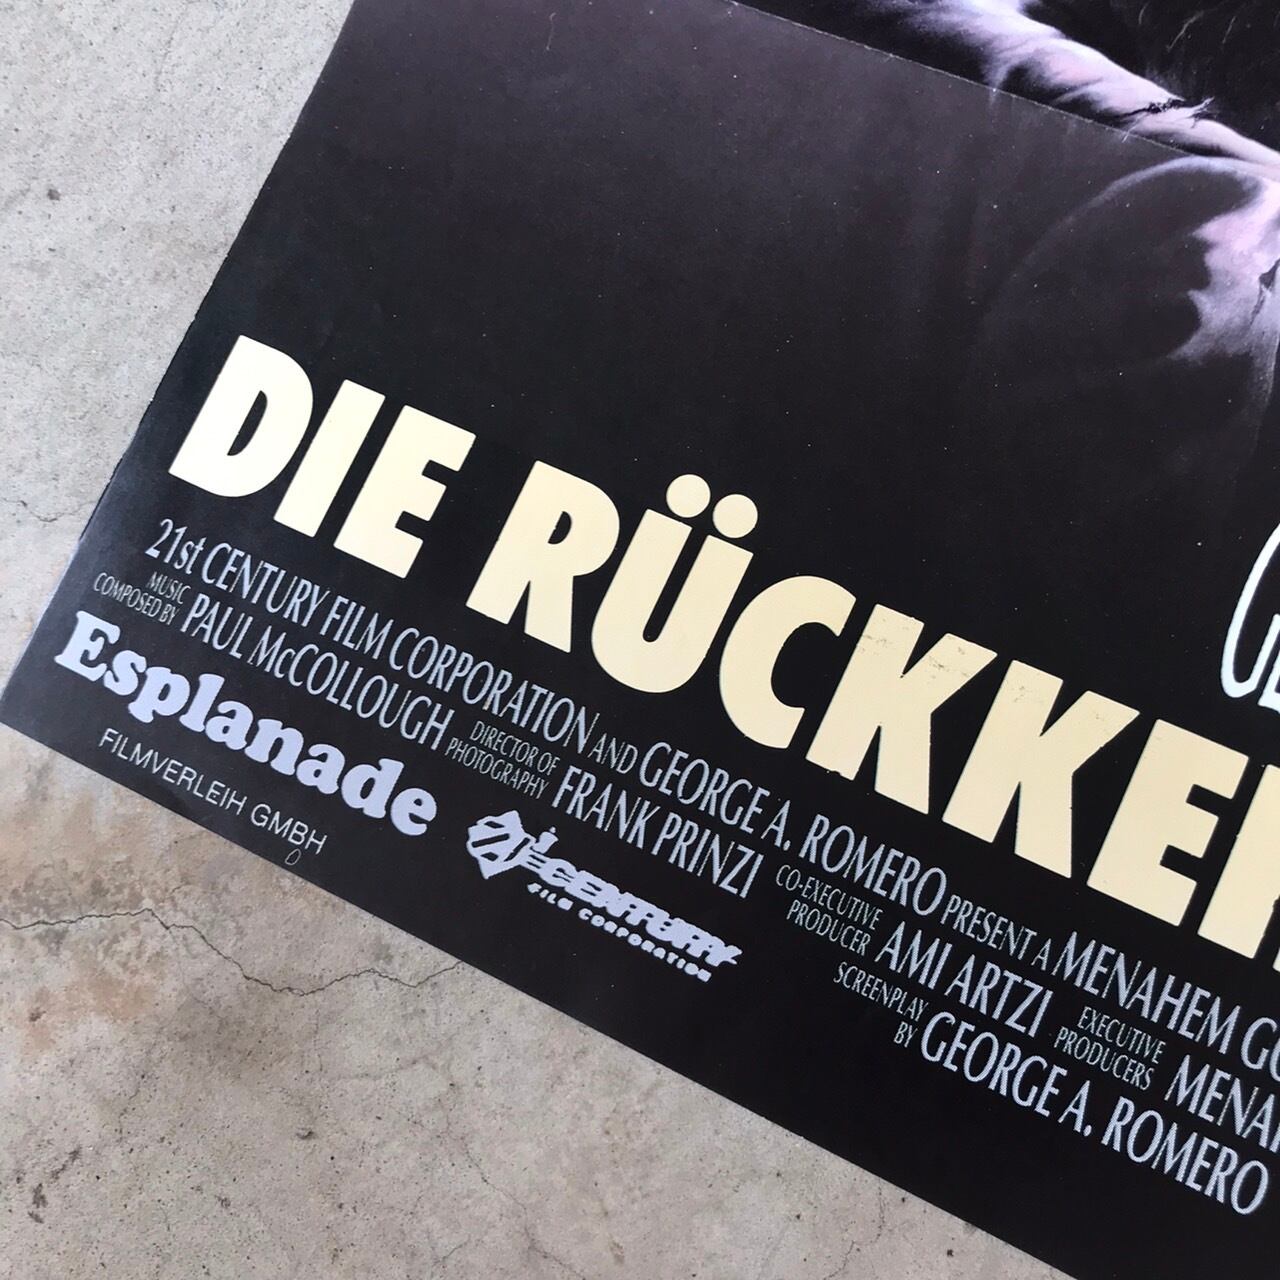 DIE RÜCKKE
21st CENTURY FILM CORPORATION AND GEORGE A. ROMERO PRESENT A MENAHEM
MUSIC COMPOSED BY PAUL McCOLLOUGH DIRECTOR OF PHOTOGRAPHY FRANK PRINZI CO-EXECUTIVE PRODUCER AMI ARTZI EXECUTIVE PRODUCERS
SCREENPLAY BY GEORGE A. ROMERO
Esplanade
FILMVERLEIH GMBH
21st CENTURY
FILM CORPORATION